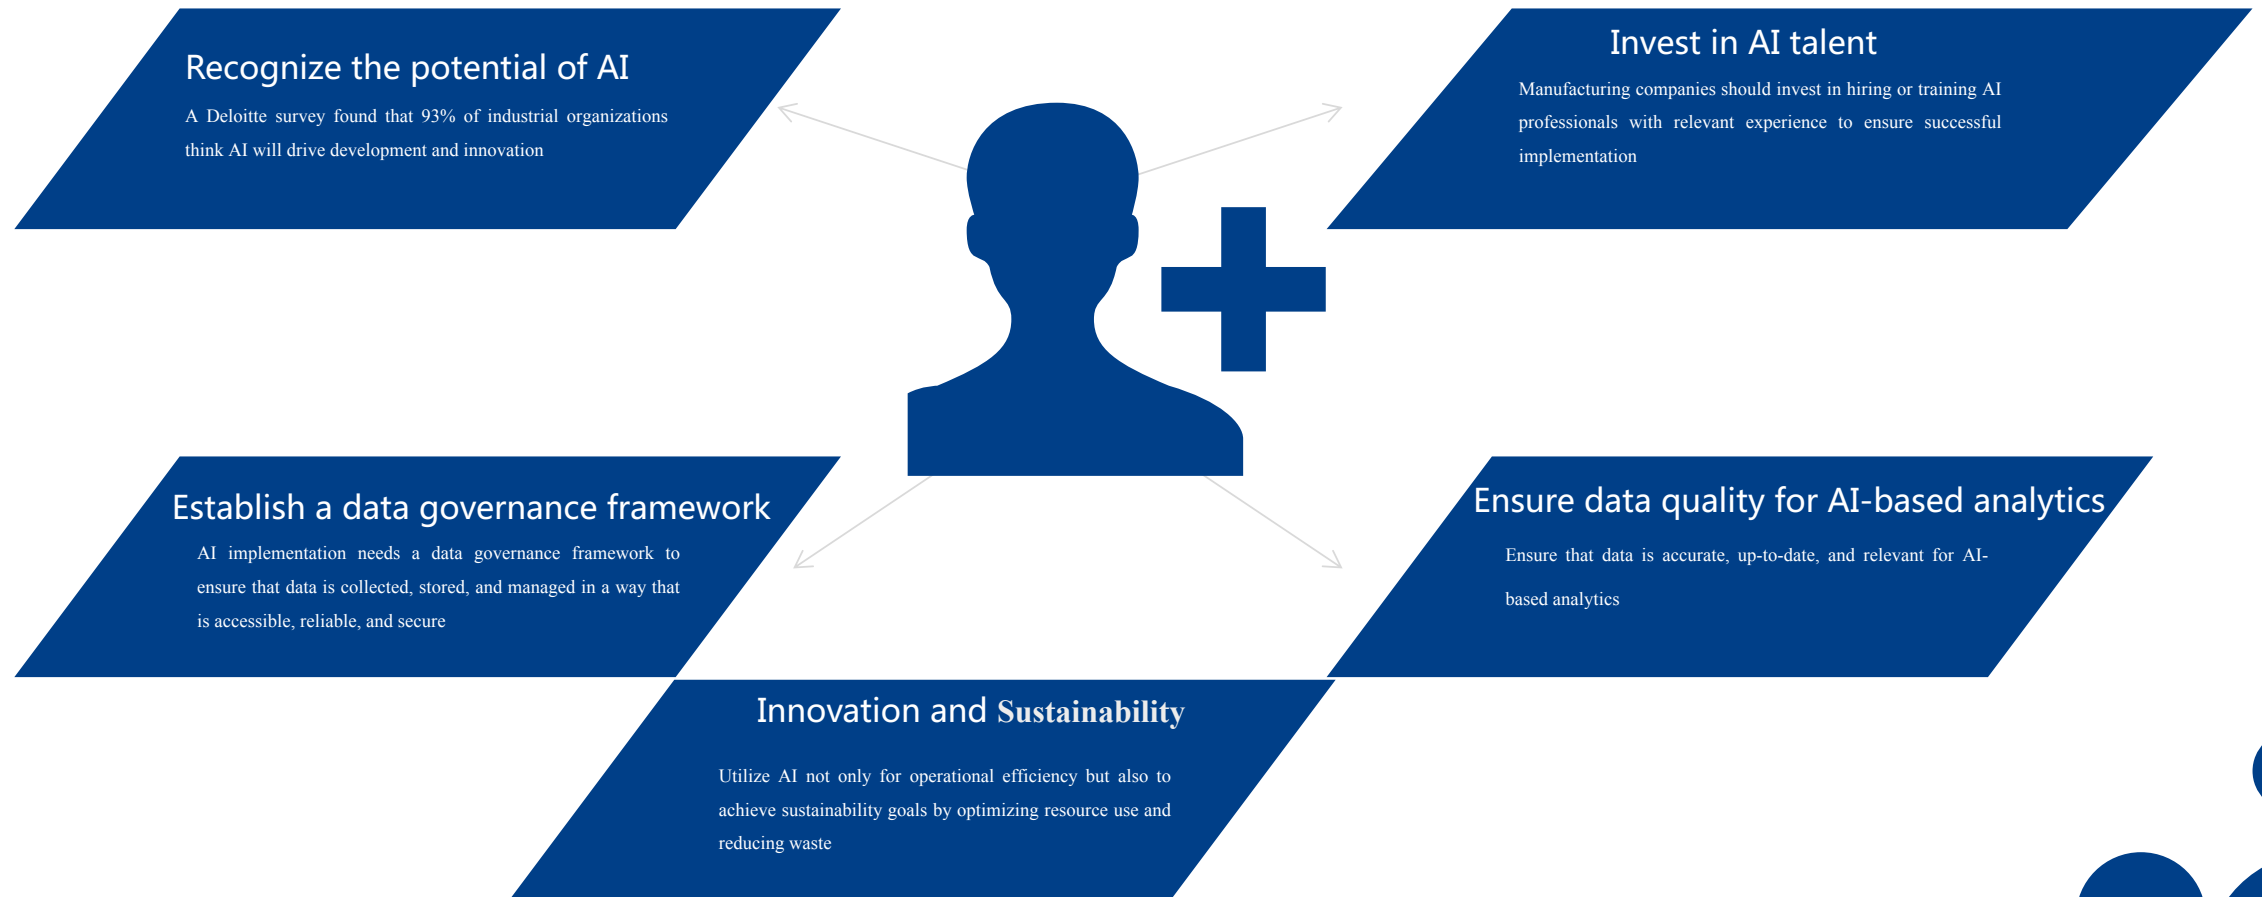 Recognize the potential of AI
A Deloitte survey found that 93% of industrial organizations
think AI will drive development and innovation
Invest in AI talent
Manufacturing companies should invest in hiring or training AI
professionals with relevant experience to ensure successful
implementation
Establish a data governance framework
AI implementation needs a data governance framework to
ensure that data is collected, stored, and managed in a way that
is accessible, reliable, and secure
Ensure data quality for AI-based analytics
Ensure that data is accurate, up-to-date, and relevant for AI-
based analytics
Innovation and Sustainability
Utilize AI not only for operational efficiency but also to
achieve sustainability goals by optimizing resource use and
reducing waste